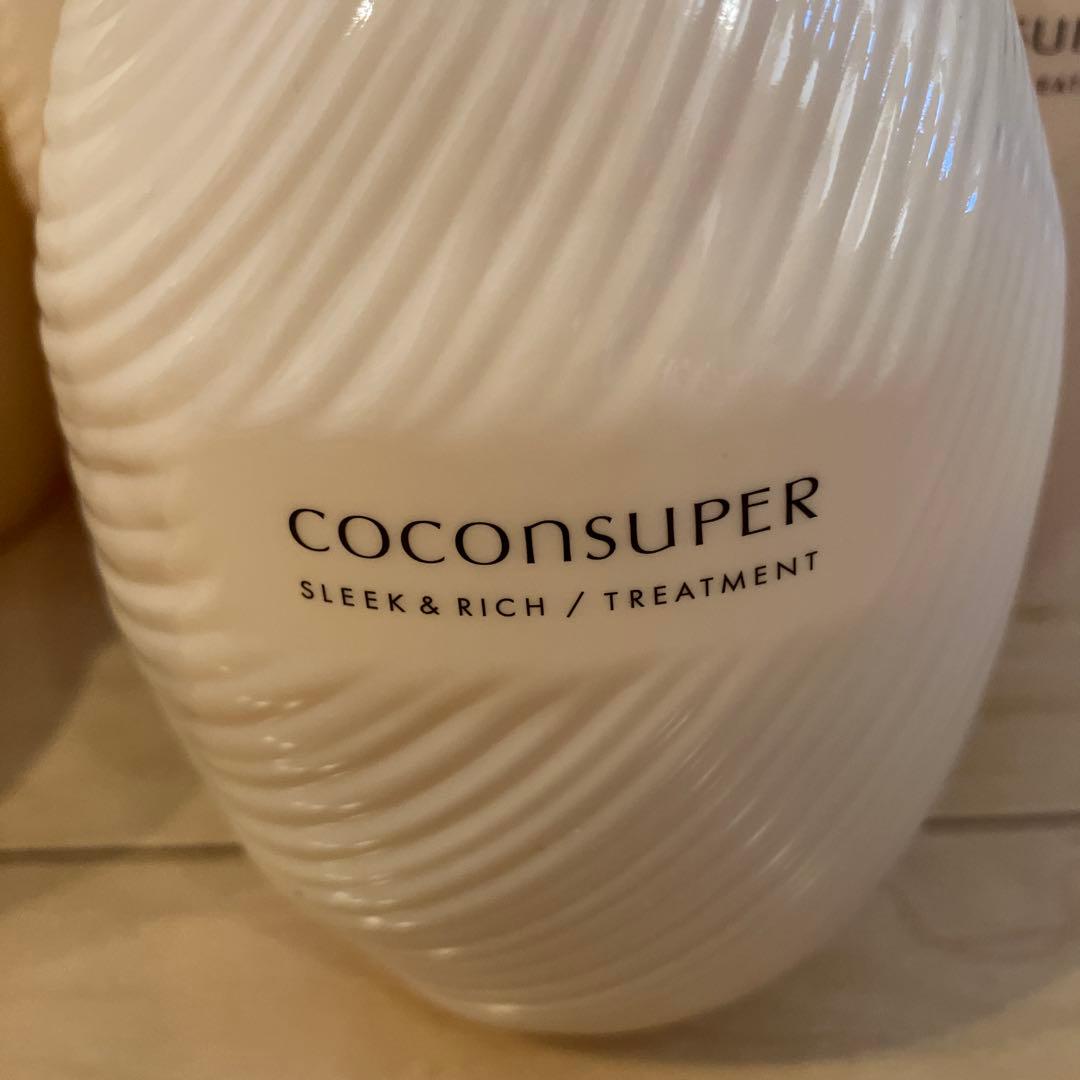 COCONSUPER
SLEEK & RICH / TREATMENT